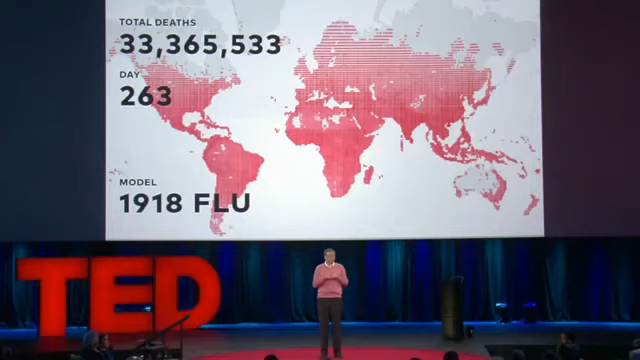 TOTAL DEATHS
33,365,533
DAY
263
MODEL
1918 FLU
TED